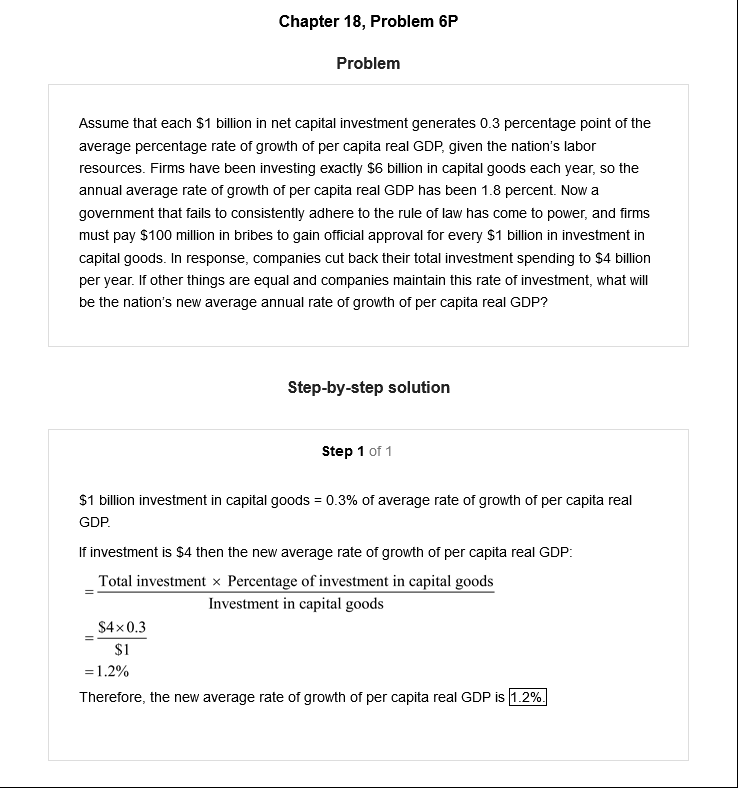 Chapter 18, Problem 6P
Problem
Assume that each $1 billion in net capital investment generates 0.3 percentage point of the
average percentage rate of growth of per capita real GDP, given the nation's labor
resources. Firms have been investing exactly $6 billion in capital goods each year, so the
annual average rate of growth of per capita real GDP has been 1.8 percent. Now a
government that fails to consistently adhere to the rule of law has come to power, and firms
must pay $100 million in bribes to gain official approval for every $1 billion in investment in
capital goods. In response, companies cut back their total investment spending to $4 billion
per year. If other things are equal and companies maintain this rate of investment, what will
be the nation's new average annual rate of growth of per capita real GDP?
Step-by-step solution
Step 1 of 1
$1 billion investment in capital goods = 0.3% of average rate of growth of per capita real
GDP.
If investment is $4 then the new average rate of growth of per capita real GDP:
= Total investment × Percentage of investment in capital goods
Investment in capital goods
= $4×0.3
$1
=1.2%
Therefore, the new average rate of growth of per capita real GDP is 1.2%.